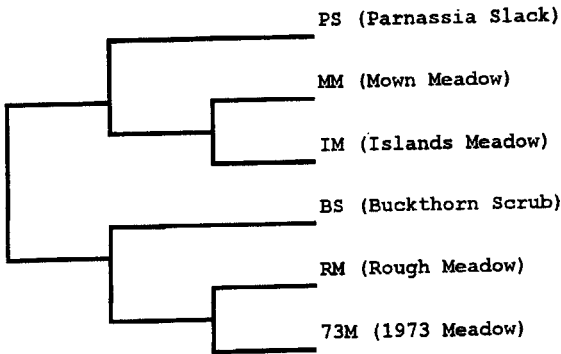 PS (Parnassia Slack)
MM (Mown Meadow)
IM (Islands Meadow)
BS (Buckthorn Scrub)
RM (Rough Meadow)
73M (1973 Meadow)